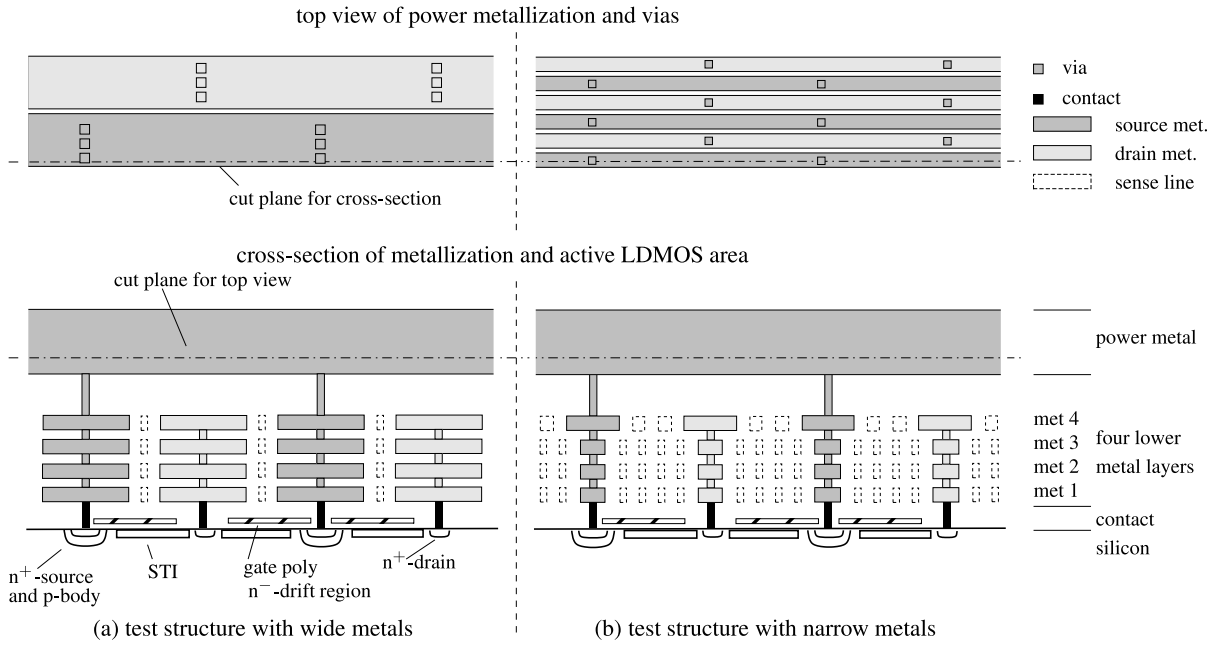 top view of power metallization and vias
via
contact
source met.
drain met.
sense line
cut plane for cross-section
cross-section of metallization and active LDMOS area
cut plane for top view
power metal
met 4
met 3
met 2
met 1
four lower
metal layers
contact
silicon
n+-source
and p-body
STI
gate poly
n−-drift region
n+-drain
(a) test structure with wide metals
(b) test structure with narrow metals